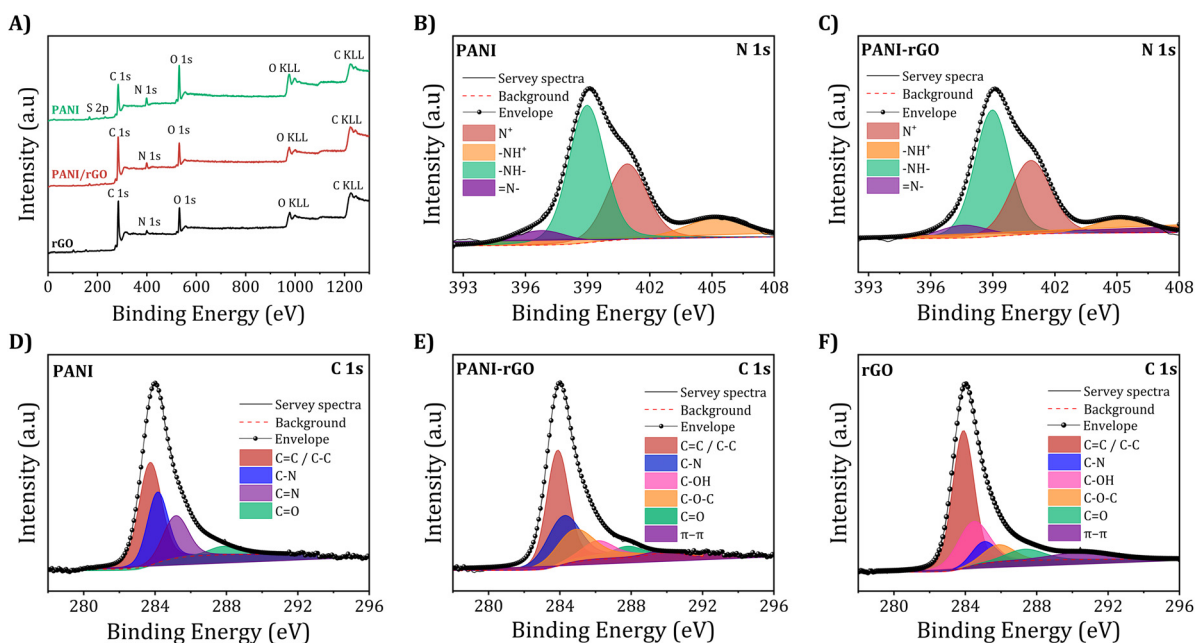 A)
C 1s
N 1s
O 1s
O KLL
C KLL
S 2p
PANI
C 1s
N 1s
O 1s
O KLL
C KLL
PANI/rGO
C 1s
N 1s
O 1s
O KLL
C KLL
rGO
Intensity (a.u)
0 200 400 600 800 1000 1200
Binding Energy (eV)
B)
PANI N 1s
Servey spectra
Background
Envelope
N⁺
-NH⁺
-NH-
=N-
Intensity (a.u)
393 396 399 402 405 408
Binding Energy (eV)
C)
PANI-rGO N 1s
Servey spectra
Background
Envelope
N⁺
-NH⁺
-NH-
=N-
Intensity (a.u)
393 396 399 402 405 408
Binding Energy (eV)
D)
PANI C 1s
Servey spectra
Background
Envelope
C=C / C-C
C-N
C=N
C=O
Intensity (a.u)
280 284 288 292 296
Binding Energy (eV)
E)
PANI-rGO C 1s
Servey spectra
Background
Envelope
C=C / C-C
C-N
C-OH
C-O-C
C=O
π–π
Intensity (a.u)
280 284 288 292 296
Binding Energy (eV)
F)
rGO C 1s
Servey spectra
Background
Envelope
C=C / C-C
C-N
C-OH
C-O-C
C=O
π–π
Intensity (a.u)
280 284 288 292 296
Binding Energy (eV)